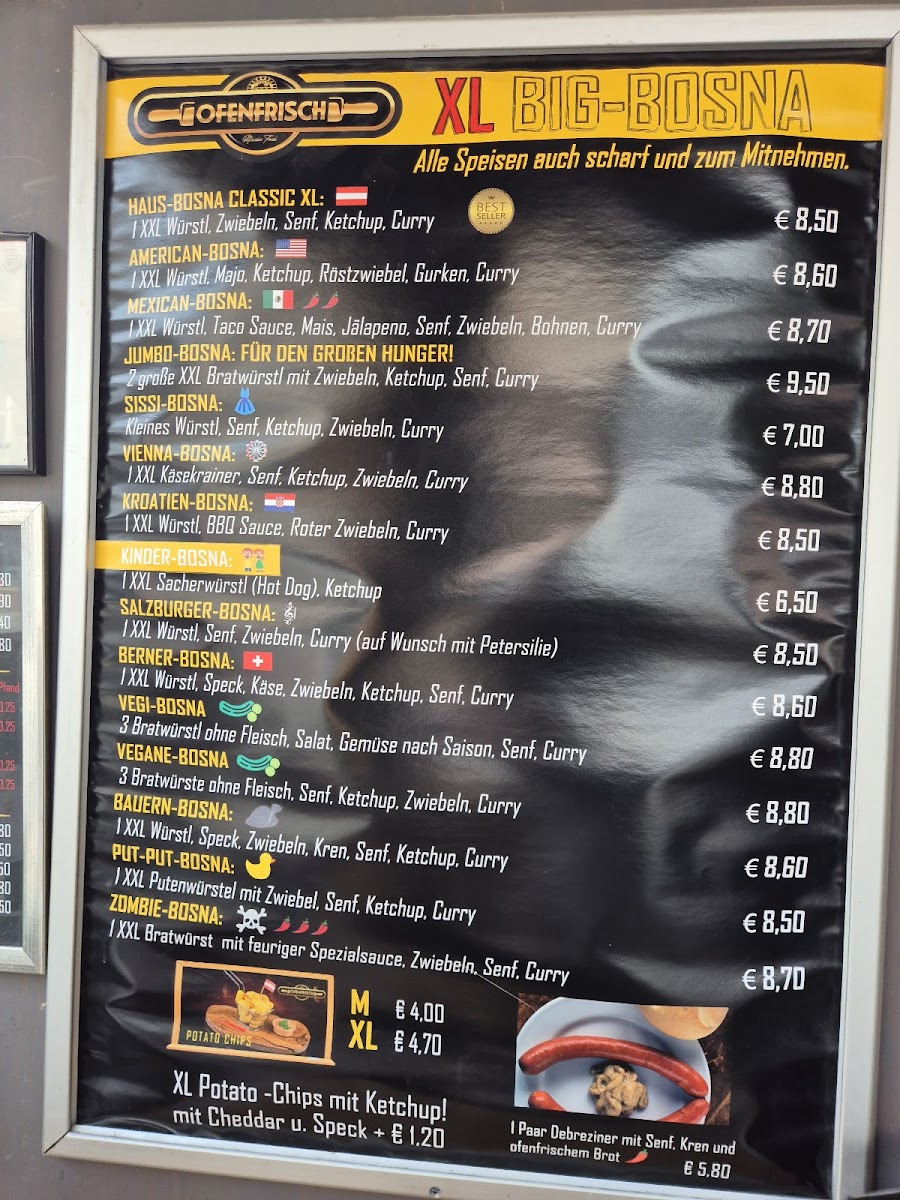 OFENFRISCH
XL BIG-BOSNA
Alle Speisen auch scharf und zum Mitnehmen.
HAUS-BOSNA CLASSIC XL:
BEST SELLER
1 XXL Würstl, Zwiebeln, Senf, Ketchup, Curry
€ 8,50
AMERICAN-BOSNA:
1 XXL Würstl, Majo, Ketchup, Röstzwiebel, Gurken, Curry
€ 8,60
MEXICAN-BOSNA:
1 XXL Würstl, Taco Sauce, Mais, Jälapeno, Senf, Zwiebeln, Bohnen, Curry
€ 8,70
JUMBO-BOSNA: FÜR DEN GROßEN HUNGER!
2 große XXL Bratwürstl mit Zwiebeln, Ketchup, Senf, Curry
€ 9,50
SISSI-BOSNA:
Kleines Würstl, Senf, Ketchup, Zwiebeln, Curry
€ 7,00
VIENNA-BOSNA:
1 XXL Käsekrainer, Senf, Ketchup, Zwiebeln, Curry
€ 8,80
KROATIEN-BOSNA:
1 XXL Würstl, BBQ Sauce, Roter Zwiebeln, Curry
€ 8,50
KINDER-BOSNA:
1 XXL Sacherwürstl (Hot Dog), Ketchup
€ 6,50
SALZBURGER-BOSNA:
1 XXL Würstl, Senf, Zwiebeln, Curry (auf Wunsch mit Petersilie)
€ 8,50
BERNER-BOSNA:
1 XXL Würstl, Speck, Käse, Zwiebeln, Ketchup, Senf, Curry
€ 8,60
VEGI-BOSNA
3 Bratwürstl ohne Fleisch, Salat, Gemüse nach Saison, Senf, Curry
€ 8,80
VEGANE-BOSNA
3 Bratwürste ohne Fleisch, Senf, Ketchup, Zwiebeln, Curry
€ 8,80
BAUERN-BOSNA:
1 XXL Würstl, Speck, Zwiebeln, Kren, Senf, Ketchup, Curry
€ 8,60
PUT-PUT-BOSNA:
1 XXL Putenwürstel mit Zwiebel, Senf, Ketchup, Curry
€ 8,50
ZOMBIE-BOSNA:
1 XXL Bratwürst mit feuriger Spezialsauce, Zwiebeln, Senf, Curry
€ 8,70
POTATO CHIPS
M € 4,00
XL € 4,70
XL Potato -Chips mit Ketchup!
mit Cheddar u. Speck + € 1.20
1 Paar Debreziner mit Senf, Kren und
ofenfrischem Brot
€ 5,80
Pfand
0.25
0.25
0,25
0.25